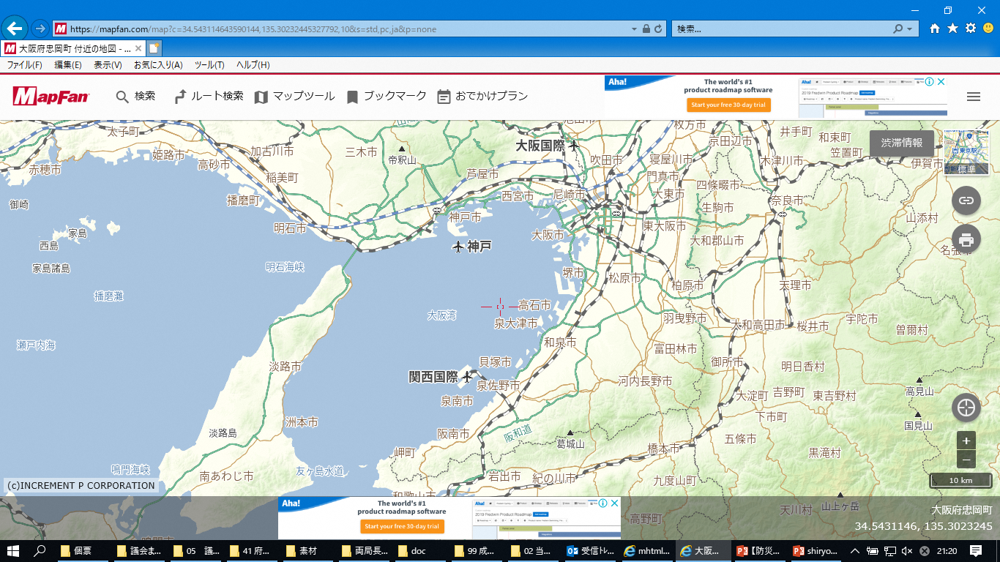 https://mapfan.com/map?c=34.543114643590144,135.30232445327792,10&s=std,pc,ja&p=none
検索...
大阪府忠岡町 付近の地図 - ...
ファイル(F) 編集(E) 表示(V) お気に入り(A) ツール(T) ヘルプ(H)
MapFan
検索
ルート検索
マップツール
ブックマーク
おでかけプラン
Aha!
The world's #1
product roadmap software
Start your free 30-day trial
Aha!
2019 Fredwin Product Roadmap
渋滞情報
東京駅
標準
太子町
姫路市
赤穂市
加古川市
高砂市
三木市
帝釈山
稲美町
播磨町
明石市
芦屋市
西宮市
尼崎市
大阪国際
吹田市
枚方市
寝屋川市
門真市
大東市
四條畷市
京田辺市
井手町
和束町
木津川市
笠置町
伊賀市
奈良市
生駒市
東大阪市
大和郡山市
山添村
名張市
御崎
家島
西島
家島諸島
播磨灘
瀬戸内海
明石海峡
神戸市
神戸
大阪市
堺市
松原市
柏原市
天理市
高石市
大阪湾
泉大津市
和泉市
羽曳野市
大和高田市
桜井市
宇陀市
曽爾村
富田林市
御所市
明日香村
貝塚市
関西国際
泉佐野市
泉南市
河内長野市
大淀町
吉野町
東吉野村
高見山
国見山
下市町
淡路市
洲本市
淡路島
阪南市
阪和道
葛城山
岬町
橋本市
五條市
黒滝村
鳴門海峡
南あわじ市
友ヶ島水道
岩出市
紀の川市
九度山町
和歌山市
鳴門市
高野町
天川村
山上ヶ岳
(c)INCREMENT P CORPORATION
+
−
10 km
Aha!
The world's #1
product roadmap software
Start your free 30-day trial
Aha!
2019 Fredwin Product Roadmap
大阪府忠岡町
34.5431146, 135.3023245
個票
議会ま...
05 議...
41 府...
素材
両局長...
doc
99 成...
02 当...
受信トレ...
mhtml...
大阪...
【防災...
shiryo...
21:20